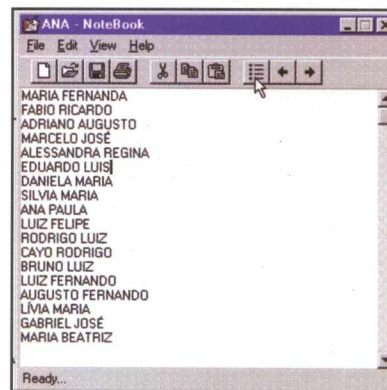 ANA - NoteBook
File Edit View Help
MARIA FERNANDA
FABIO RICARDO
ADRIANO AUGUSTO
MARCELO JOSÉ
ALESSANDRA REGINA
EDUARDO LUIS
DANIELA MARIA
SILVIA MARIA
ANA PAULA
LUIZ FELIPE
RODRIGO LUIZ
CAYO RODRIGO
BRUNO LUIZ
LUIZ FERNANDO
AUGUSTO FERNANDO
LÍVIA MARIA
GABRIEL JOSÉ
MARIA BEATRIZ
Ready...